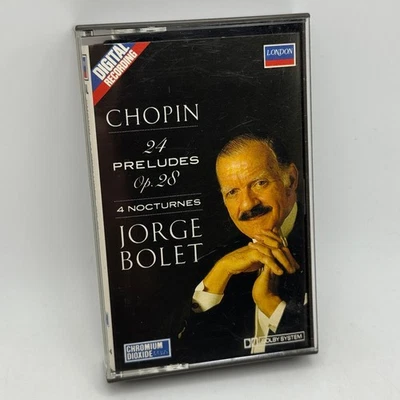 DIGITAL
RECORDING
LONDON
CHOPIN
24
PRELUDES
Op.28
4 NOCTURNES
JORGE
BOLET
CHROMIUM
DIOXIDE
DOLBY SYSTEM